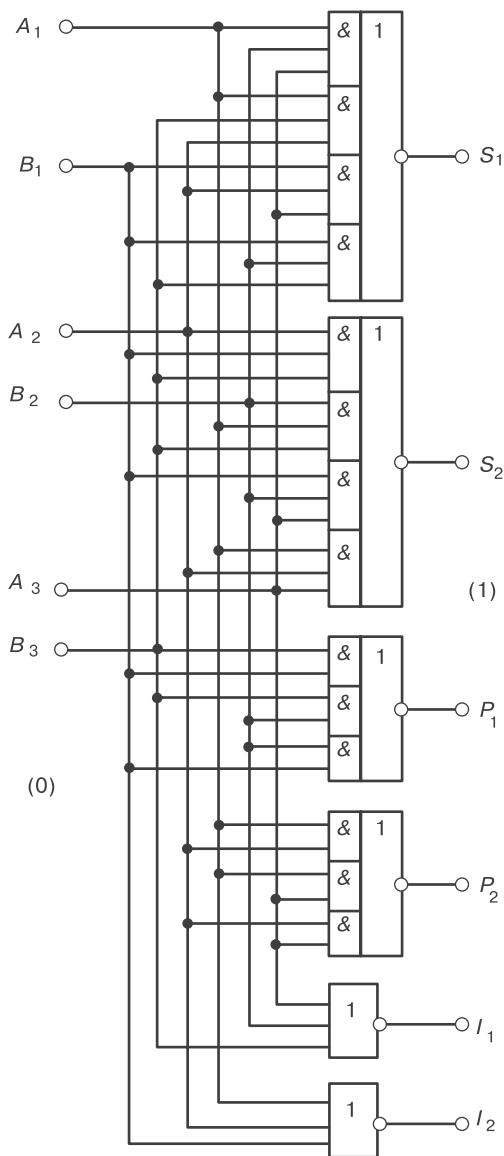 A1 & 1
& 
B1 & S1
&
A2 & 1
B2 &
& S2
A3 & (1)
B3 & 1
& P1
(0) &
& 1
& P2
&
1 I1
1 I2